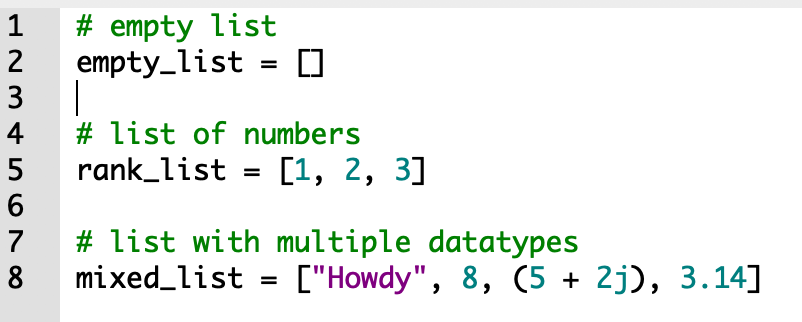 1 # empty list
2 empty_list = []
3
4 # list of numbers
5 rank_list = [1, 2, 3]
6
7 # list with multiple datatypes
8 mixed_list = ["Howdy", 8, (5 + 2j), 3.14]